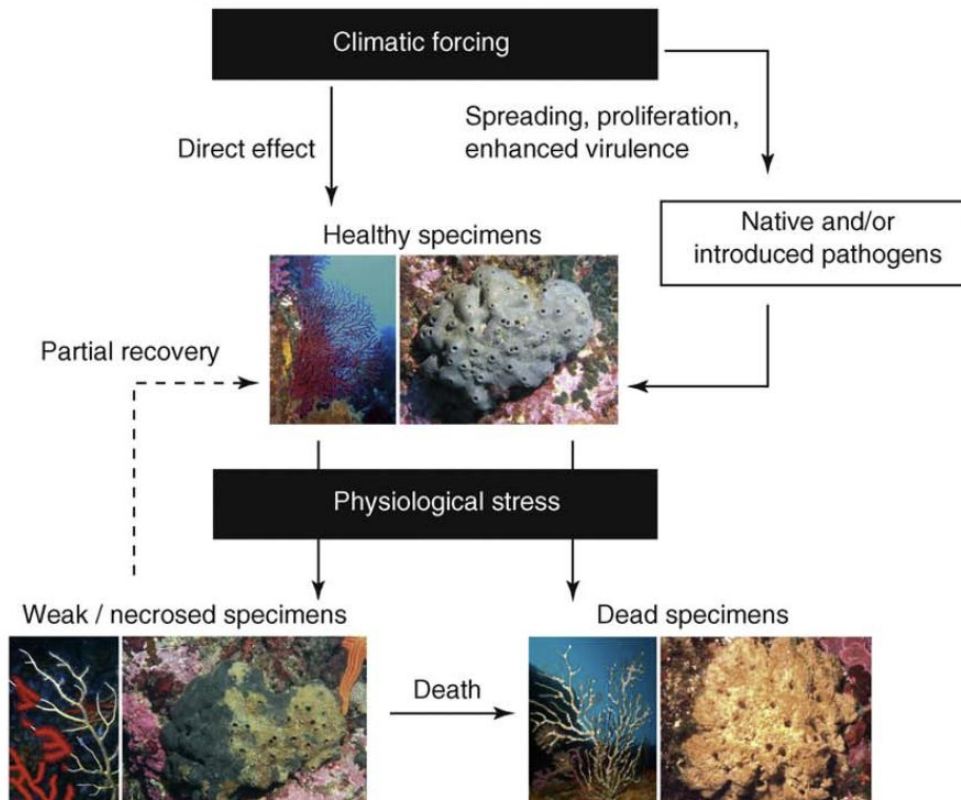 Climatic forcing
Direct effect
Spreading, proliferation,
enhanced virulence
Native and/or
introduced pathogens
Healthy specimens
Partial recovery
Physiological stress
Weak / necrosed specimens
Dead specimens
Death